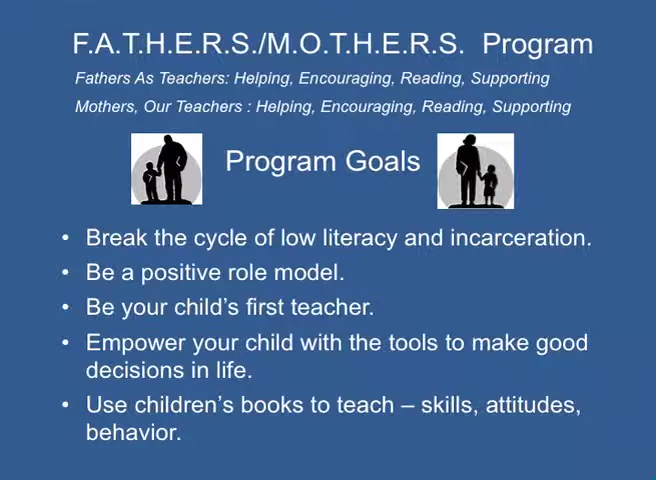 F.A.T.H.E.R.S./M.O.T.H.E.R.S. Program
Fathers As Teachers: Helping, Encouraging, Reading, Supporting
Mothers, Our Teachers : Helping, Encouraging, Reading, Supporting
Program Goals
• Break the cycle of low literacy and incarceration.
• Be a positive role model.
• Be your child’s first teacher.
• Empower your child with the tools to make good
decisions in life.
• Use children’s books to teach – skills, attitudes,
behavior.